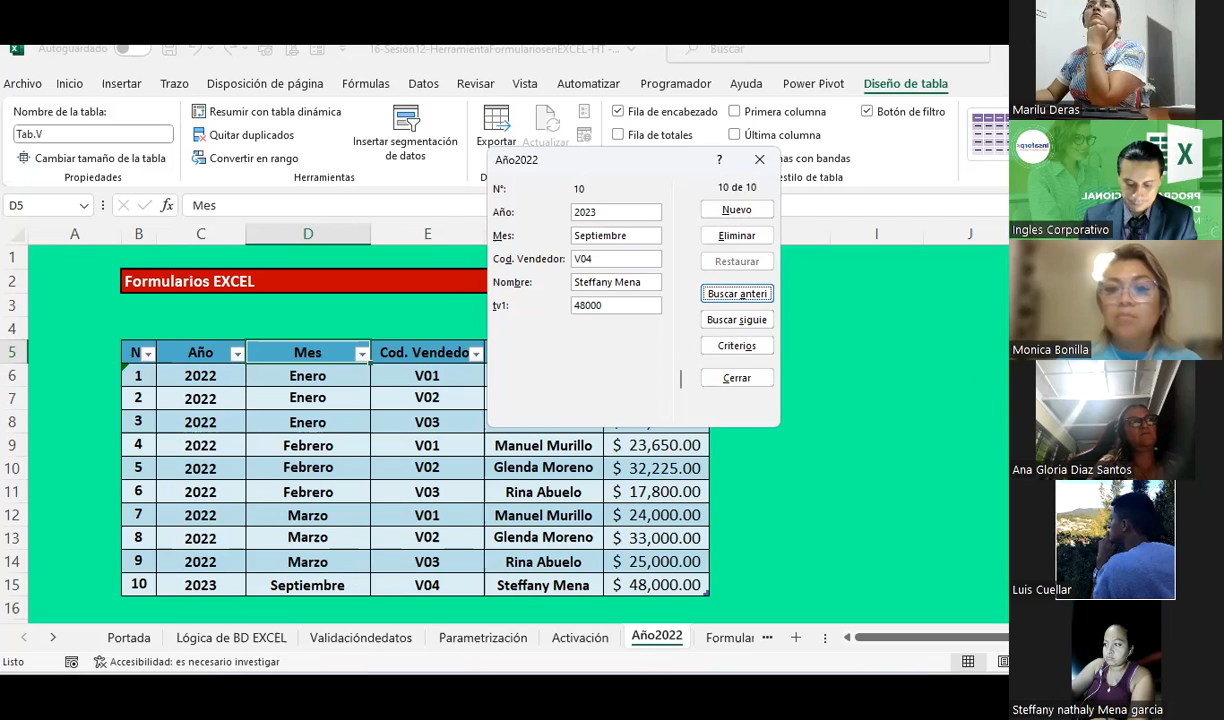 Autoguardado
16-Sesión12-HerramientaFormulariosenEXCEL-HT
Buscar
Archivo Inicio Insertar Trazo Disposición de página Fórmulas Datos Revisar Vista Automatizar Programador Ayuda Power Pivot Diseño de tabla
Nombre de la tabla:
Tab.V
Cambiar tamaño de la tabla
Propiedades
Resumir con tabla dinámica
Quitar duplicados
Convertir en rango
Herramientas
Insertar segmentación
de datos
Exportar Actualizar
Fila de encabezado
Fila de totales
Primera columna
Última columna
as con bandas
Botón de filtro
stilo de tabla
D5 fx Mes
A B C D E I J
1
2 Formularios EXCEL
3
4
5 N Año Mes Cod. Vendedo
6 1 2022 Enero V01
7 2 2022 Enero V02
8 3 2022 Enero V03
9 4 2022 Febrero V01 Manuel Murillo $ 23,650.00
10 5 2022 Febrero V02 Glenda Moreno $ 32,225.00
11 6 2022 Febrero V03 Rina Abuelo $ 17,800.00
12 7 2022 Marzo V01 Manuel Murillo $ 24,000.00
13 8 2022 Marzo V02 Glenda Moreno $ 33,000.00
14 9 2022 Marzo V03 Rina Abuelo $ 25,000.00
15 10 2023 Septiembre V04 Steffany Mena $ 48,000.00
16
Año2022 ?
Nº: 10
Año: 2023
Mes: Septiembre
Cod. Vendedor: V04
Nombre: Steffany Mena
tv1: 48000
10 de 10
Nuevo
Eliminar
Restaurar
Buscar anteri
Buscar siguie
Criterios
Cerrar
Portada Lógica de BD EXCEL Validacióndedatos Parametrización Activación Año2022 Formular ...
Listo Accesibilidad: es necesario investigar
Marilu Deras
Insaforp
X
Ingles Corporativo
Monica Bonilla
Ana Gloria Diaz Santos
Luis Cuellar
Steffany nathaly Mena garcia